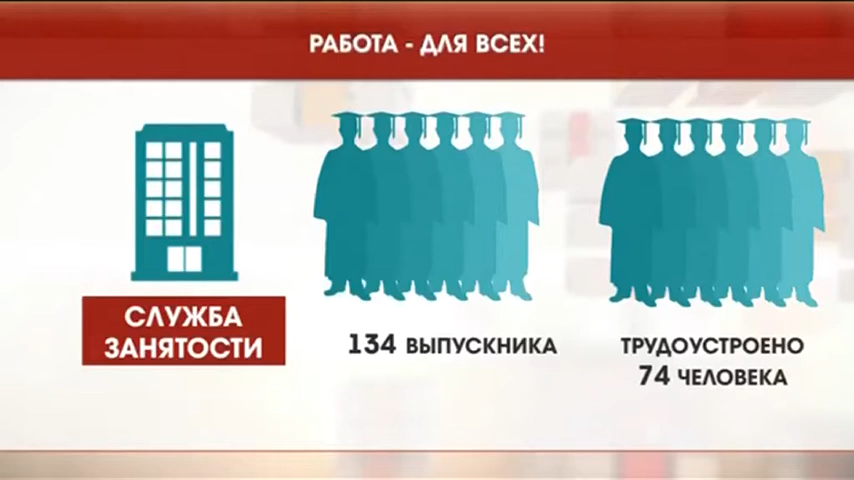 РАБОТА - ДЛЯ ВСЕХ!
СЛУЖБА
ЗАНЯТОСТИ
134 ВЫПУСКНИКА
ТРУДОУСТРОЕНО
74 ЧЕЛОВЕКА